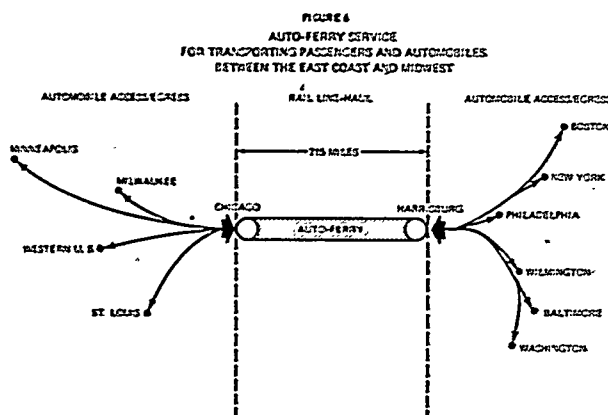 FIGURE 6
AUTO-FERRY SERVICE
FOR TRANSPORTING PASSENGERS AND AUTOMOBILES
BETWEEN THE EAST COAST AND MIDWEST
AUTOMOBILE ACCESS/EGRESS
RAIL LINE-HAUL
AUTOMOBILE ACCESS/EGRESS
MILES
BOSTON
MINNEAPOLIS
MILWAUKEE
NEW YORK
CHICAGO
HARRISBURG
PHILADELPHIA
AUTO-FERRY
WESTERN U.S.
WILMINGTON
ST. LOUIS
BALTIMORE
WASHINGTON